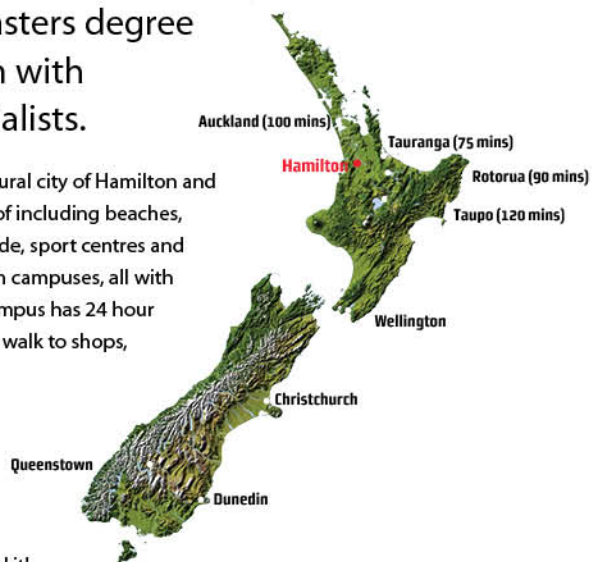 sters degree
with
alists.
ural city of Hamilton and
of including beaches,
de, sport centres and
campuses, all with
mpus has 24 hour
walk to shops,
Auckland (100 mins)
Tauranga (75 mins)
Hamilton
Rotorua (90 mins)
Taupo (120 mins)
Wellington
Christchurch
Queenstown
Dunedin